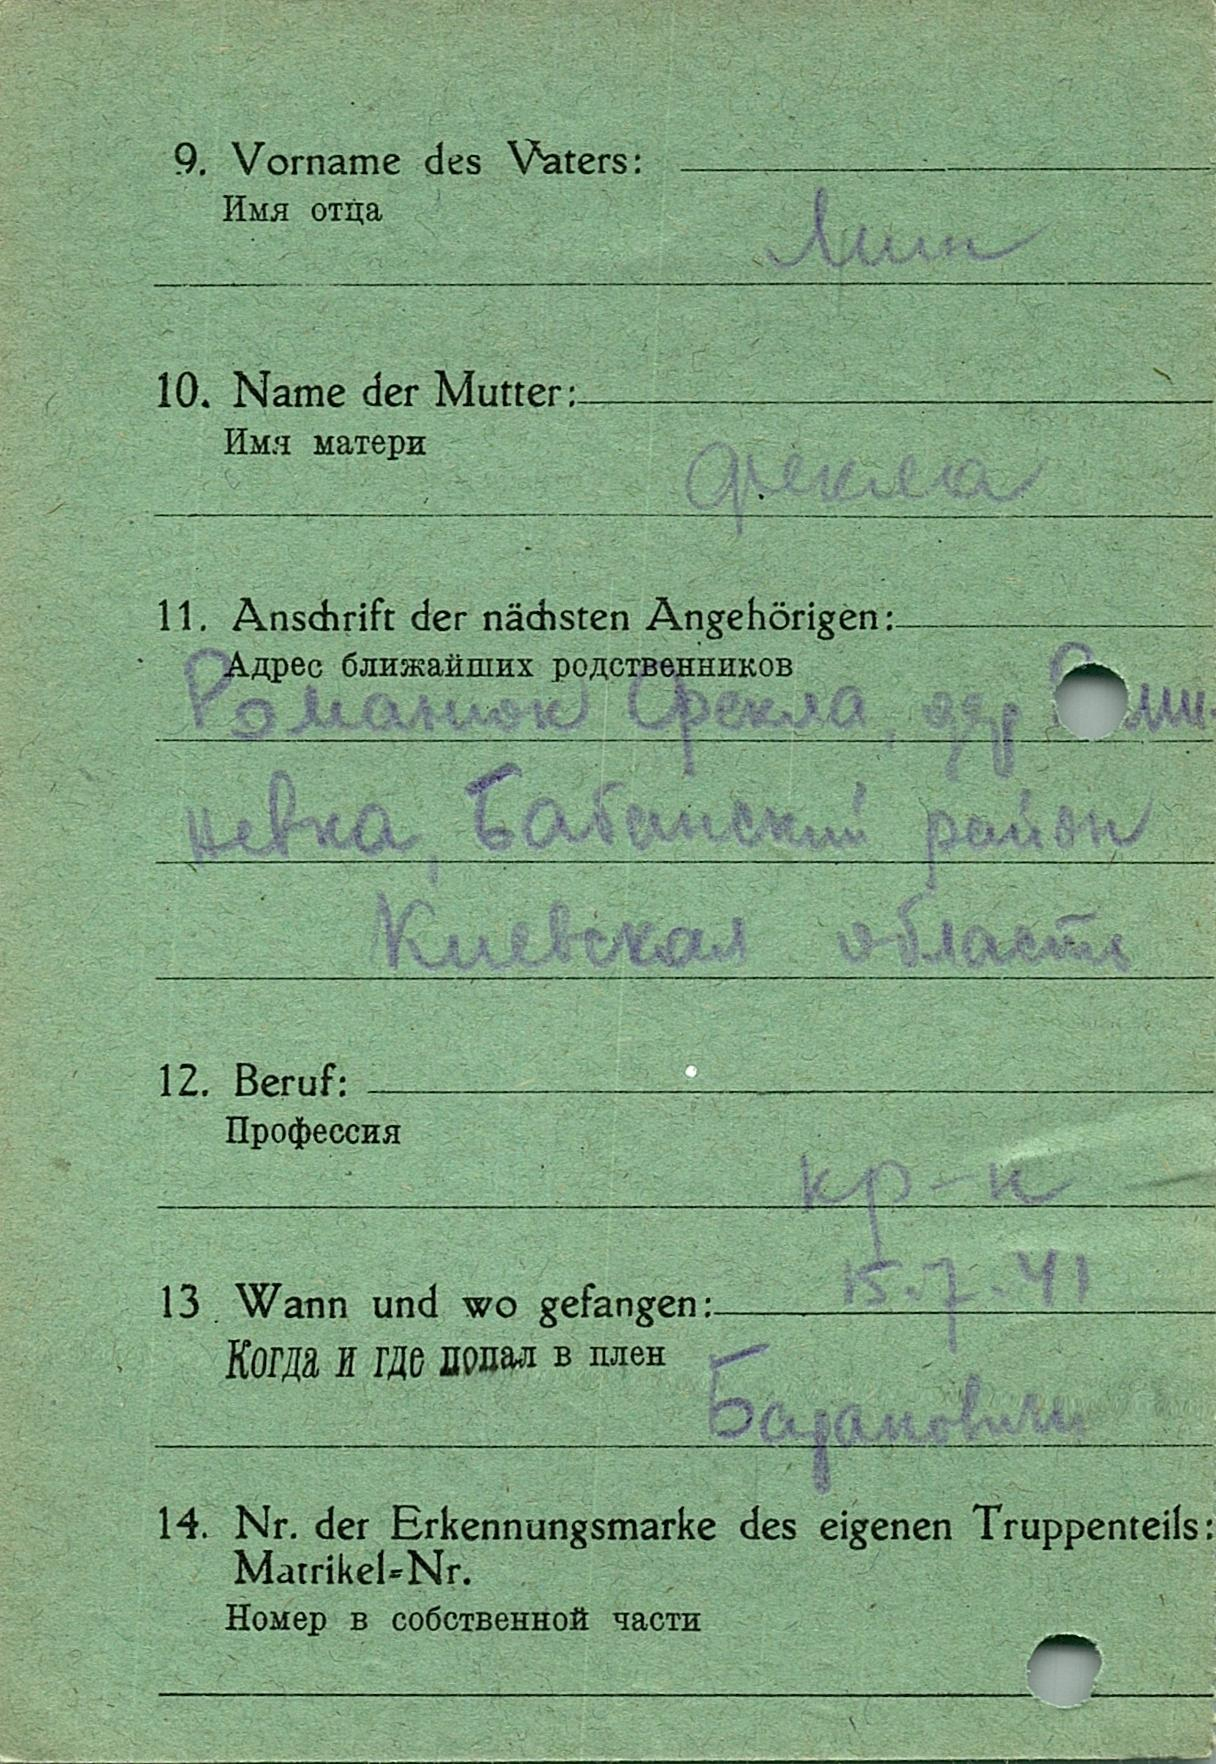 9. Vorname des Vaters:
Имя отца
Мин
10. Name der Mutter:
Имя матери
Фекла
11. Anschrift der nächsten Angehörigen:
Адрес ближайших родственников
Романюк Фекла, дер
невка, Бабанский район
Киевская область
12. Beruf:
Профессия
кр-н
15.7.41
13. Wann und wo gefangen:
Когда и где попал в плен
Барановичи
14. Nr. der Erkennungsmarke des eigenen Truppenteils:
Matrikel=Nr.
Номер в собственной части